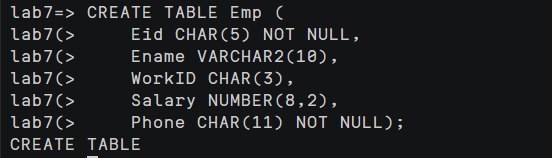 lab7=> CREATE TABLE Emp (
lab7(>     Eid CHAR(5) NOT NULL,
lab7(>     Ename VARCHAR2(10),
lab7(>     WorkID CHAR(3),
lab7(>     Salary NUMBER(8,2),
lab7(>     Phone CHAR(11) NOT NULL);
CREATE TABLE